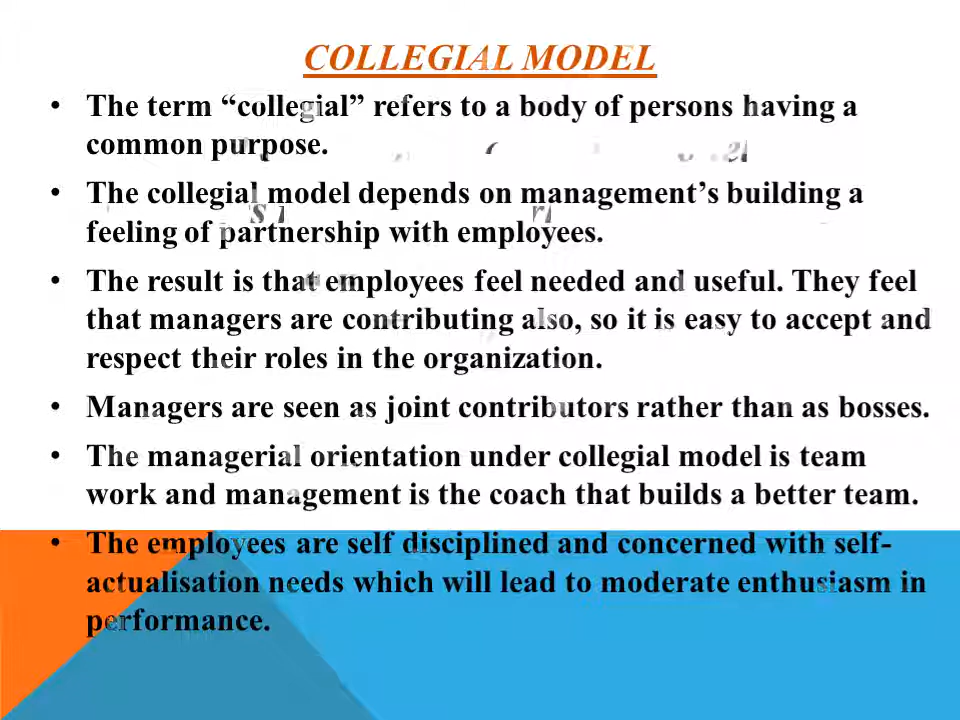 COLLEGIAL MODEL
• The term “collegial” refers to a body of persons having a
common purpose.
• The collegial model depends on management’s building a
feeling of partnership with employees.
• The result is that employees feel needed and useful. They feel
that managers are contributing also, so it is easy to accept and
respect their roles in the organization.
• Managers are seen as joint contributors rather than as bosses.
• The managerial orientation under collegial model is team
work and management is the coach that builds a better team.
• The employees are self disciplined and concerned with self-
actualisation needs which will lead to moderate enthusiasm in
performance.